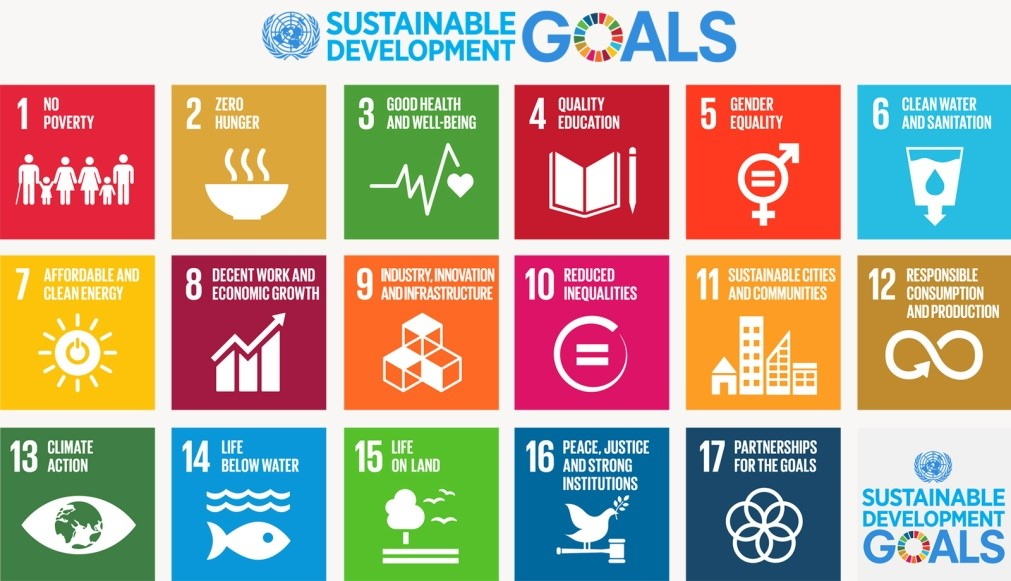 SUSTAINABLE
DEVELOPMENT
GOALS
1 NO
POVERTY
2 ZERO
HUNGER
3 GOOD HEALTH
AND WELL-BEING
4 QUALITY
EDUCATION
5 GENDER
EQUALITY
6 CLEAN WATER
AND SANITATION
7 AFFORDABLE AND
CLEAN ENERGY
8 DECENT WORK AND
ECONOMIC GROWTH
9 INDUSTRY, INNOVATION
AND INFRASTRUCTURE
10 REDUCED
INEQUALITIES
11 SUSTAINABLE CITIES
AND COMMUNITIES
12 RESPONSIBLE
CONSUMPTION
AND PRODUCTION
13 CLIMATE
ACTION
14 LIFE
BELOW WATER
15 LIFE
ON LAND
16 PEACE, JUSTICE
AND STRONG
INSTITUTIONS
17 PARTNERSHIPS
FOR THE GOALS
SUSTAINABLE
DEVELOPMENT
GOALS